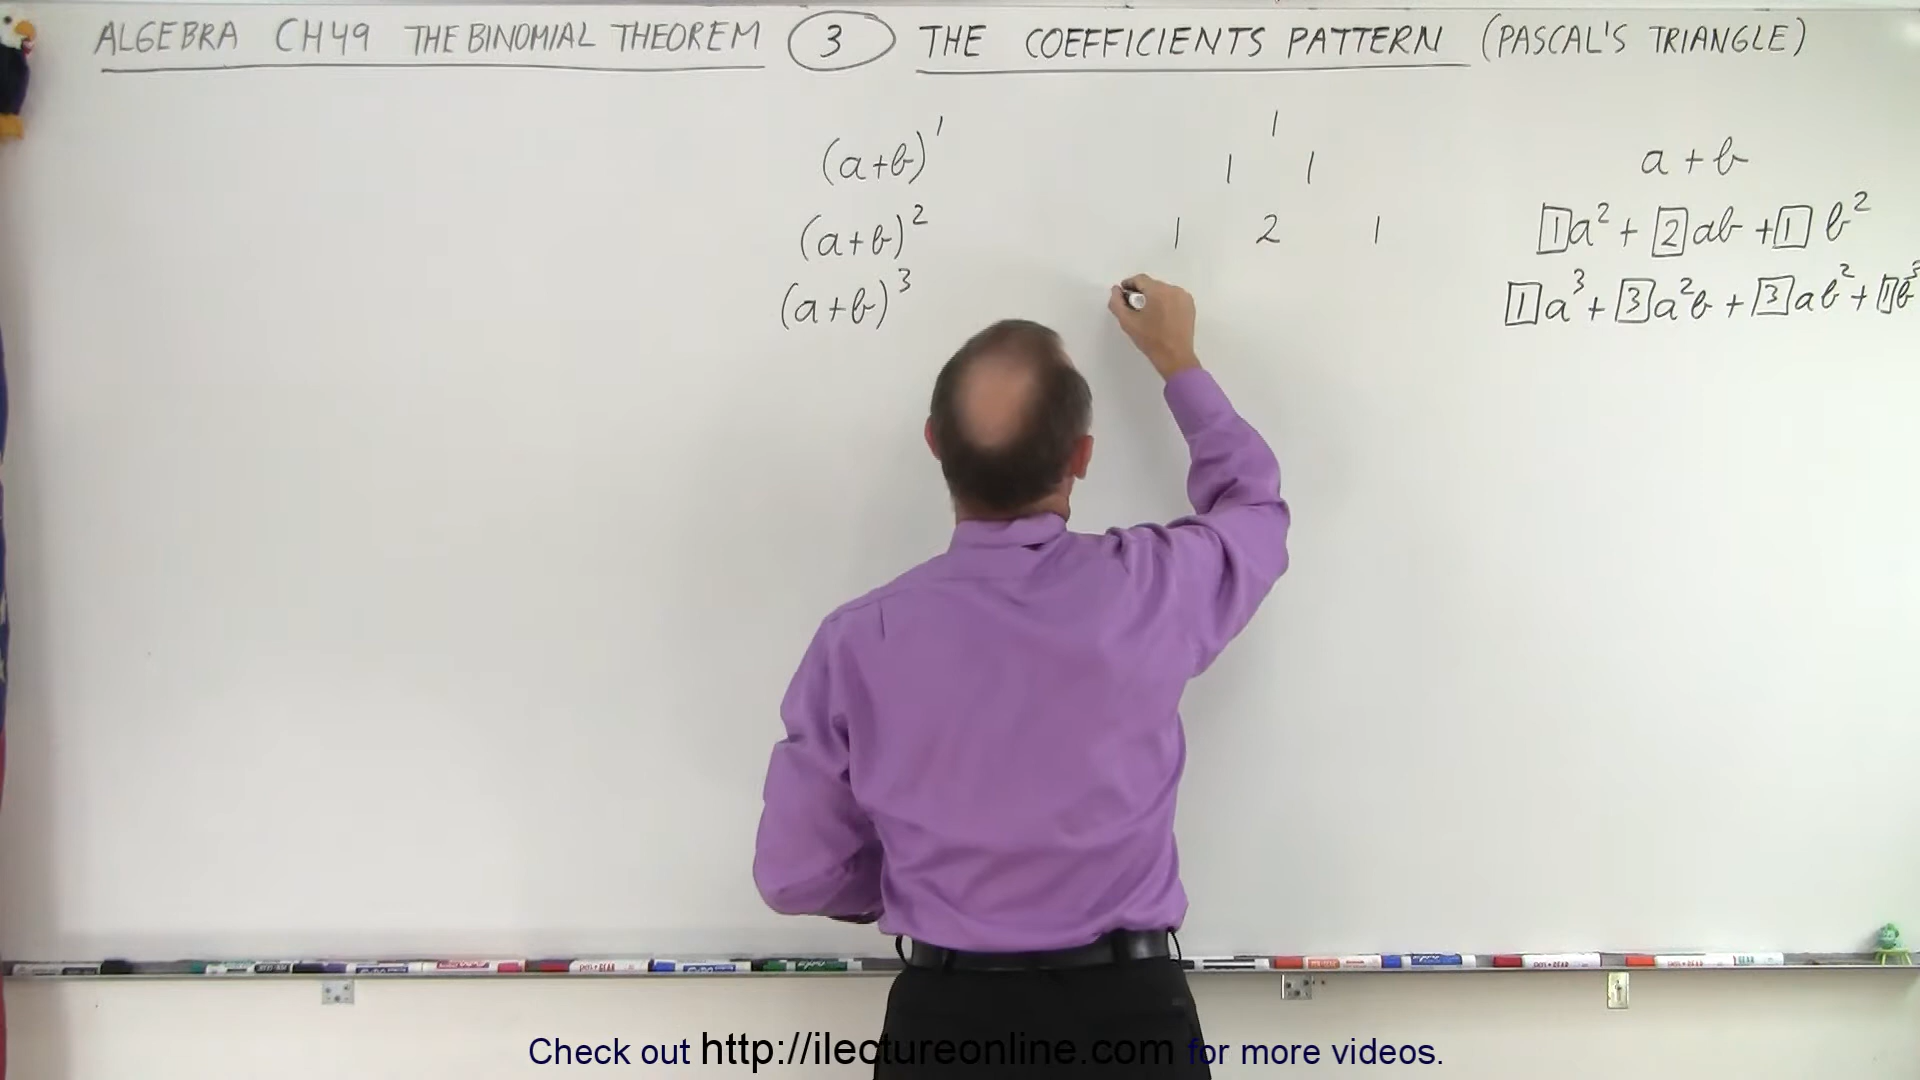 ALGEBRA CH49 THE BINOMIAL THEOREM 3 THE COEFFICIENTS PATTERN (PASCAL'S TRIANGLE)
1
(a+b)¹ 1 1 a + b
(a+b)² 1 2 1 1a² + 2ab + 1b²
(a+b)³ 1a³ + 3a²b + 3ab² + 1b³
Check out http://ilectureonline.com for more videos.